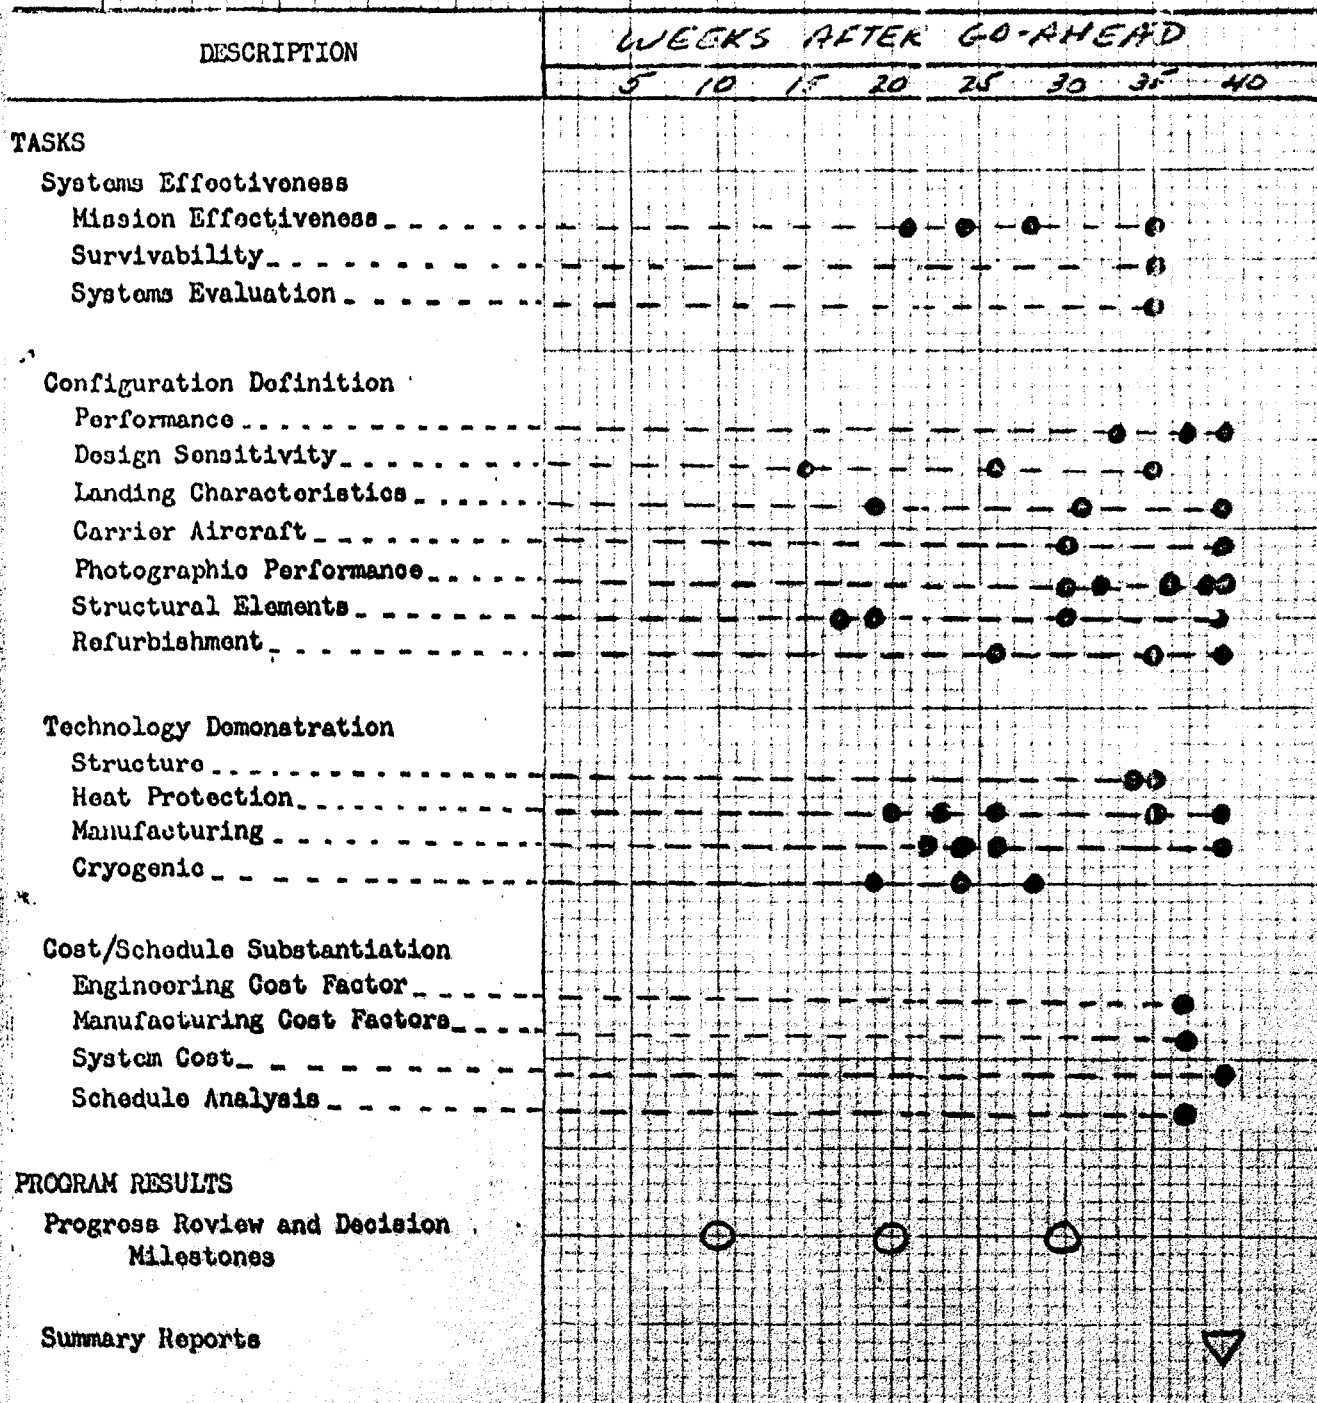 DESCRIPTION
WEEKS AFTER GO-AHEAD
5 10 15 20 25 30 35 40
TASKS
Systems Effectiveness
Mission Effectiveness
Survivability
Systems Evaluation
Configuration Definition
Performance
Design Sensitivity
Landing Characteristics
Carrier Aircraft
Photographic Performance
Structural Elements
Refurbishment
Technology Demonstration
Structure
Heat Protection
Manufacturing
Cryogenic
Cost/Schedule Substantiation
Engineering Cost Factor
Manufacturing Cost Factors
System Cost
Schedule Analysis
PROGRAM RESULTS
Progress Review and Decision
Milestones
Summary Reports